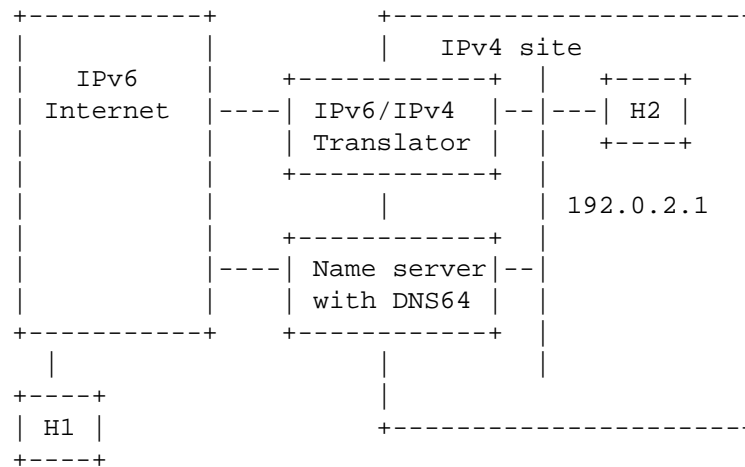 IPv4 site
IPv6
Internet
IPv6/IPv4
Translator
H2
192.0.2.1
Name server
with DNS64
H1